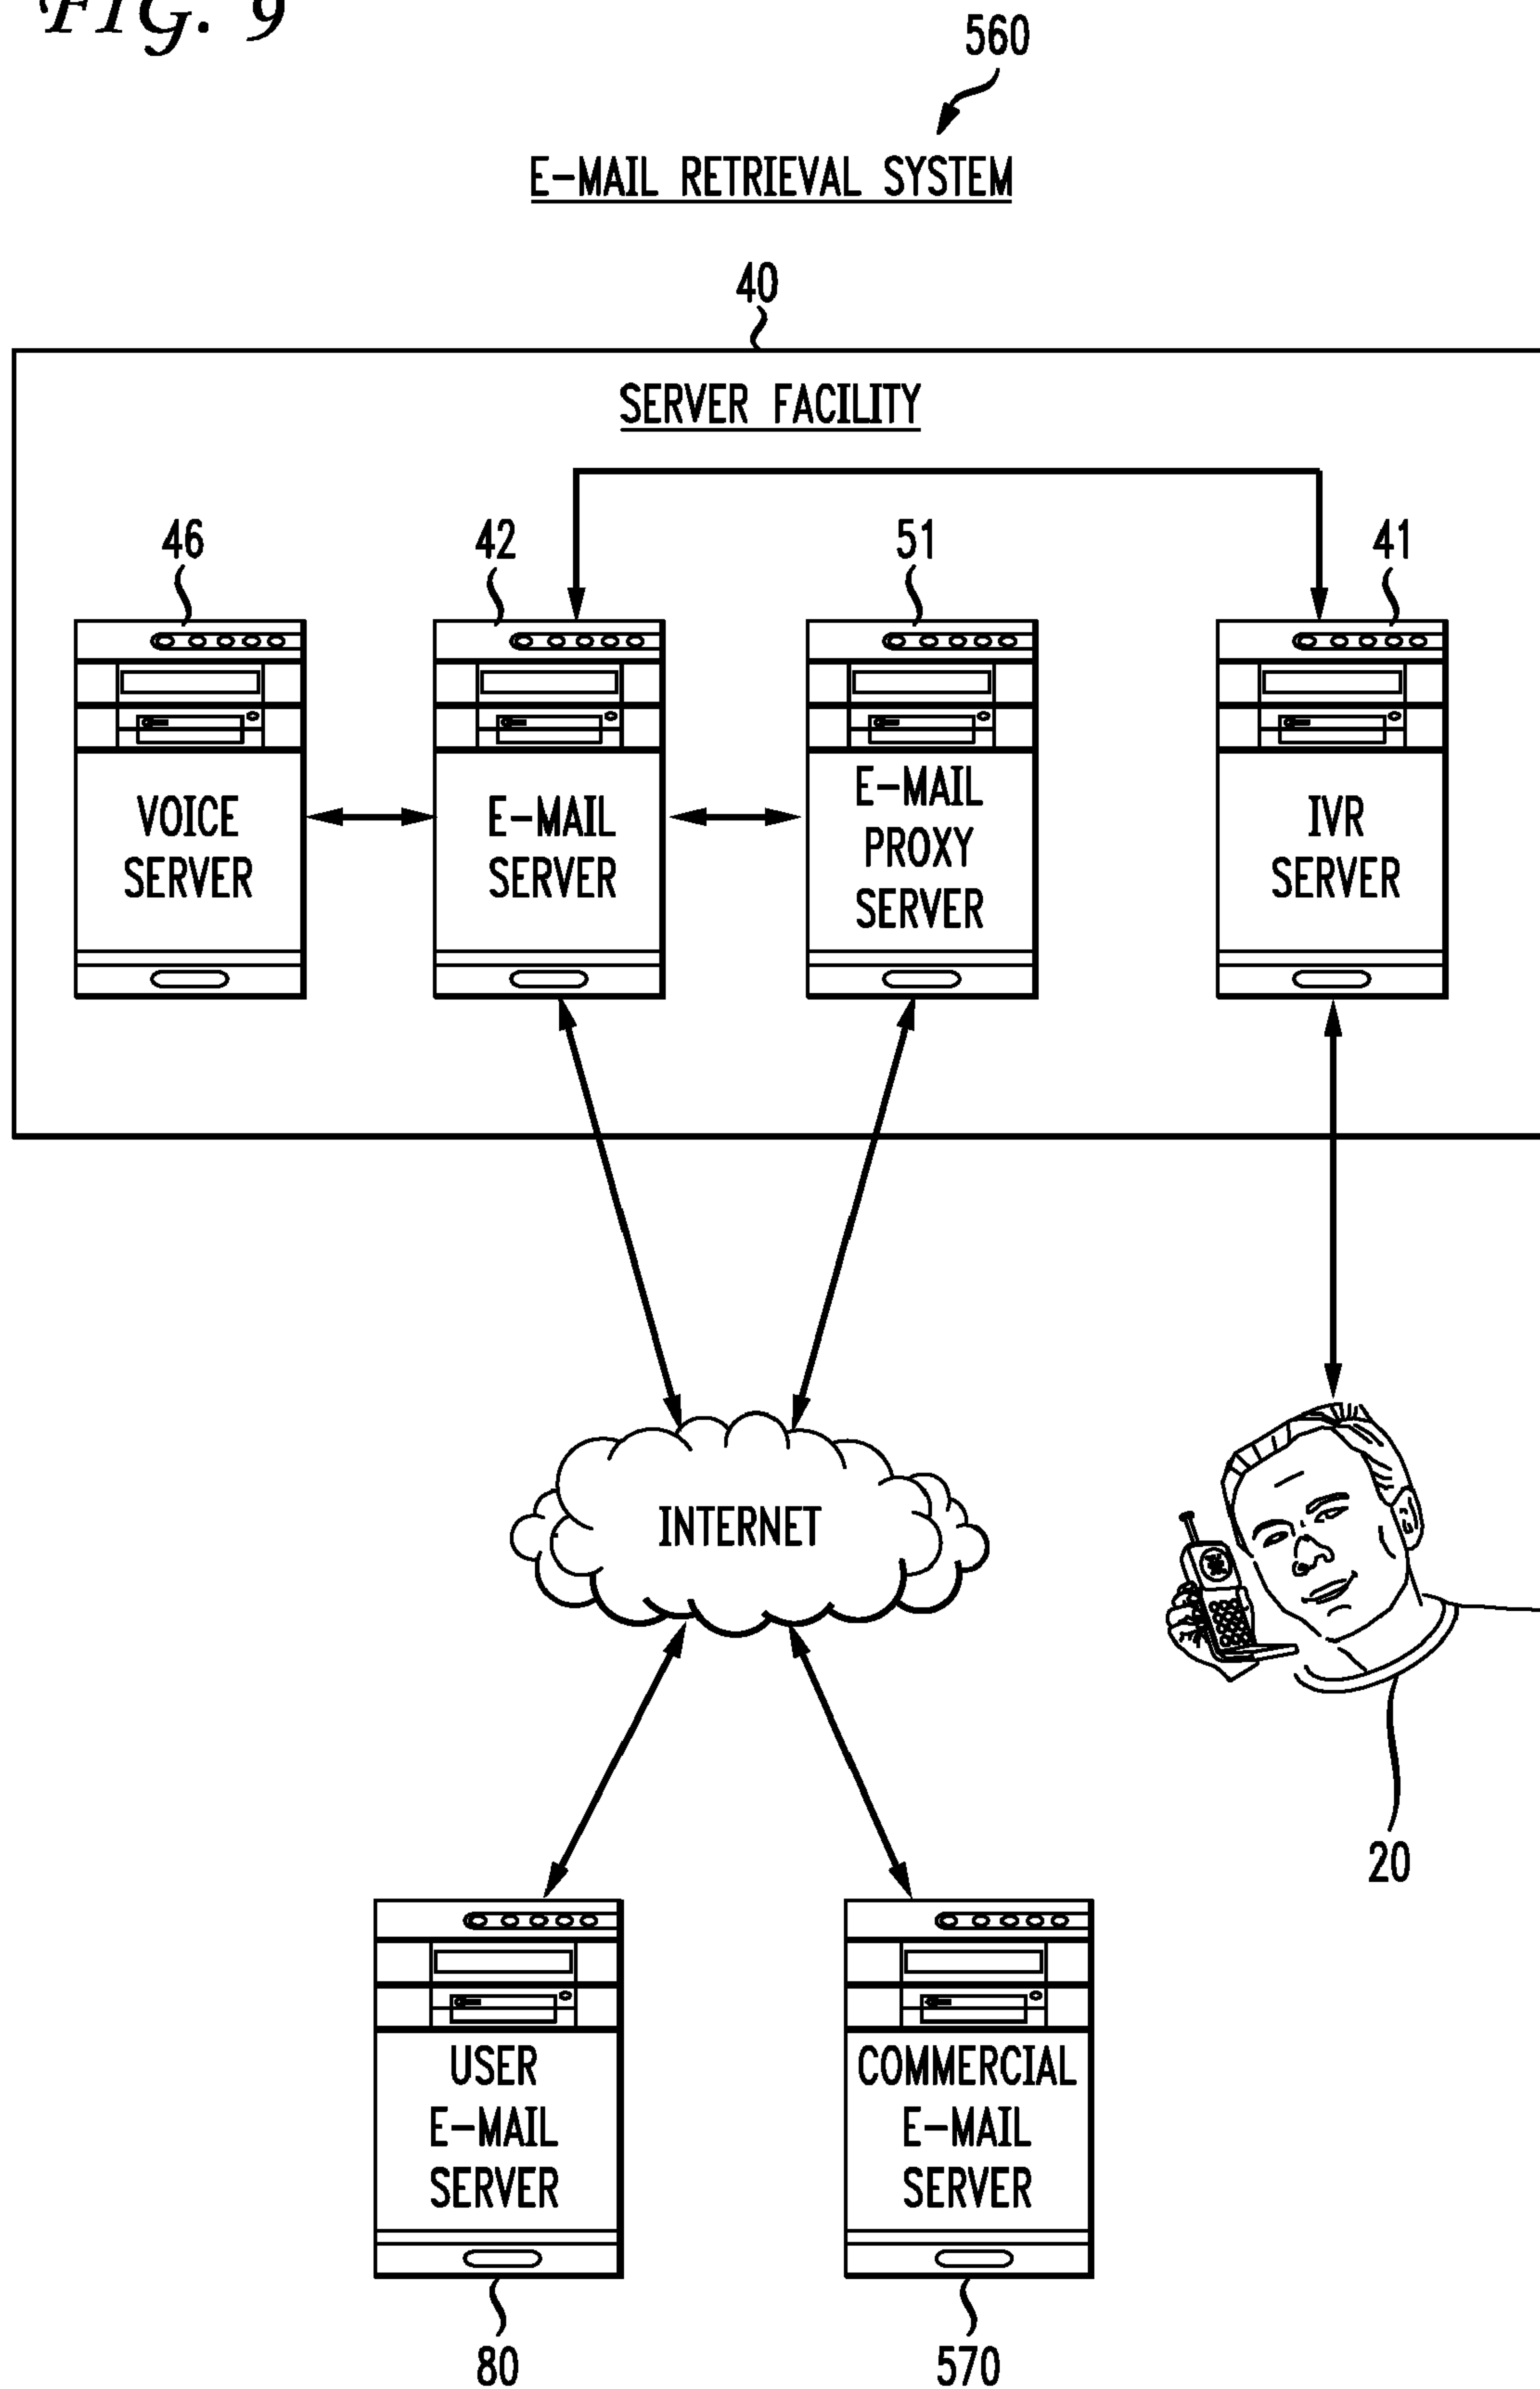 FIG. 9
560
E-MAIL RETRIEVAL SYSTEM
40
SERVER FACILITY
46
42
51
41
VOICE
SERVER
E-MAIL
SERVER
E-MAIL
PROXY
SERVER
IVR
SERVER
INTERNET
20
USER
E-MAIL
SERVER
COMMERCIAL
E-MAIL
SERVER
80
570